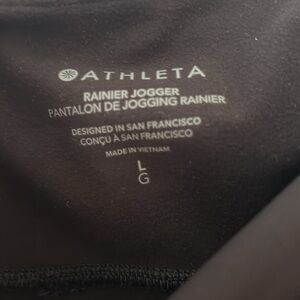 ATHLETA
RAINIER JOGGER
PANTALON DE JOGGING RAINIER
DESIGNED IN SAN FRANCISCO
CONÇU À SAN FRANCISCO
MADE IN VIETNAM
L
G